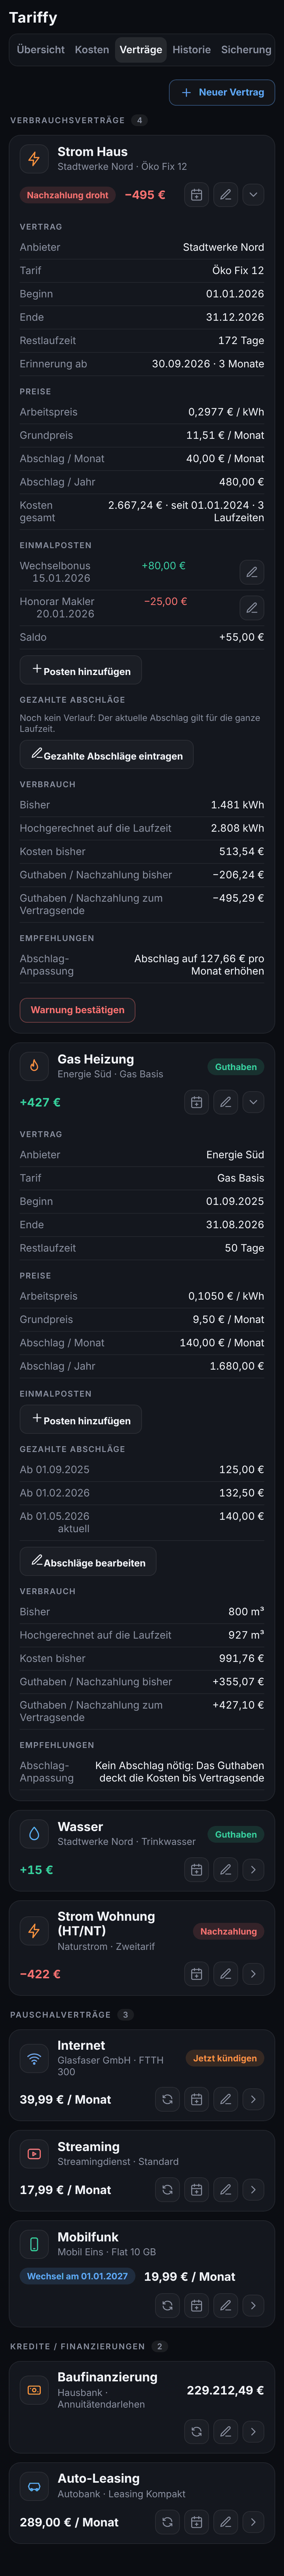 Tariffy
Übersicht Kosten Verträge Historie Sicherung
+ Neuer Vertrag
VERBRAUCHSVERTRÄGE 4
Strom Haus
Stadtwerke Nord · Öko Fix 12
Nachzahlung droht −495 €
VERTRAG
Anbieter Stadtwerke Nord
Tarif Öko Fix 12
Beginn 01.01.2026
Ende 31.12.2026
Restlaufzeit 172 Tage
Erinnerung ab 30.09.2026 · 3 Monate
PREISE
Arbeitspreis 0,2977 € / kWh
Grundpreis 11,51 € / Monat
Abschlag / Monat 40,00 € / Monat
Abschlag / Jahr 480,00 €
Kosten gesamt 2.667,24 € · seit 01.01.2024 · 3 Laufzeiten
EINMALPOSTEN
Wechselbonus +80,00 €
15.01.2026
Honorar Makler −25,00 €
20.01.2026
Saldo +55,00 €
+ Posten hinzufügen
GEZAHLTE ABSCHLÄGE
Noch kein Verlauf: Der aktuelle Abschlag gilt für die ganze
Laufzeit.
Gezahlte Abschläge eintragen
VERBRAUCH
Bisher 1.481 kWh
Hochgerechnet auf die Laufzeit 2.808 kWh
Kosten bisher 513,54 €
Guthaben / Nachzahlung bisher −206,24 €
Guthaben / Nachzahlung zum Vertragsende −495,29 €
EMPFEHLUNGEN
Abschlag-Anpassung Abschlag auf 127,66 € pro Monat erhöhen
Warnung bestätigen
Gas Heizung
Energie Süd · Gas Basis
Guthaben
+427 €
VERTRAG
Anbieter Energie Süd
Tarif Gas Basis
Beginn 01.09.2025
Ende 31.08.2026
Restlaufzeit 50 Tage
PREISE
Arbeitspreis 0,1050 € / kWh
Grundpreis 9,50 € / Monat
Abschlag / Monat 140,00 € / Monat
Abschlag / Jahr 1.680,00 €
EINMALPOSTEN
+ Posten hinzufügen
GEZAHLTE ABSCHLÄGE
Ab 01.09.2025 125,00 €
Ab 01.02.2026 132,50 €
Ab 01.05.2026 140,00 €
aktuell
Abschläge bearbeiten
VERBRAUCH
Bisher 800 m³
Hochgerechnet auf die Laufzeit 927 m³
Kosten bisher 991,76 €
Guthaben / Nachzahlung bisher +355,07 €
Guthaben / Nachzahlung zum Vertragsende +427,10 €
EMPFEHLUNGEN
Abschlag-Anpassung Kein Abschlag nötig: Das Guthaben deckt die Kosten bis Vertragsende
Wasser
Stadtwerke Nord · Trinkwasser
Guthaben
+15 €
Strom Wohnung
(HT/NT)
Naturstrom · Zweitarif
Nachzahlung
−422 €
PAUSCHALVERTRÄGE 3
Internet
Glasfaser GmbH · FTTH
300
Jetzt kündigen
39,99 € / Monat
Streaming
Streamingdienst · Standard
17,99 € / Monat
Mobilfunk
Mobil Eins · Flat 10 GB
Wechsel am 01.01.2027 19,99 € / Monat
KREDITE / FINANZIERUNGEN 2
Baufinanzierung
Hausbank ·
Annuitätendarlehen
229.212,49 €
Auto-Leasing
Autobank · Leasing Kompakt
289,00 € / Monat